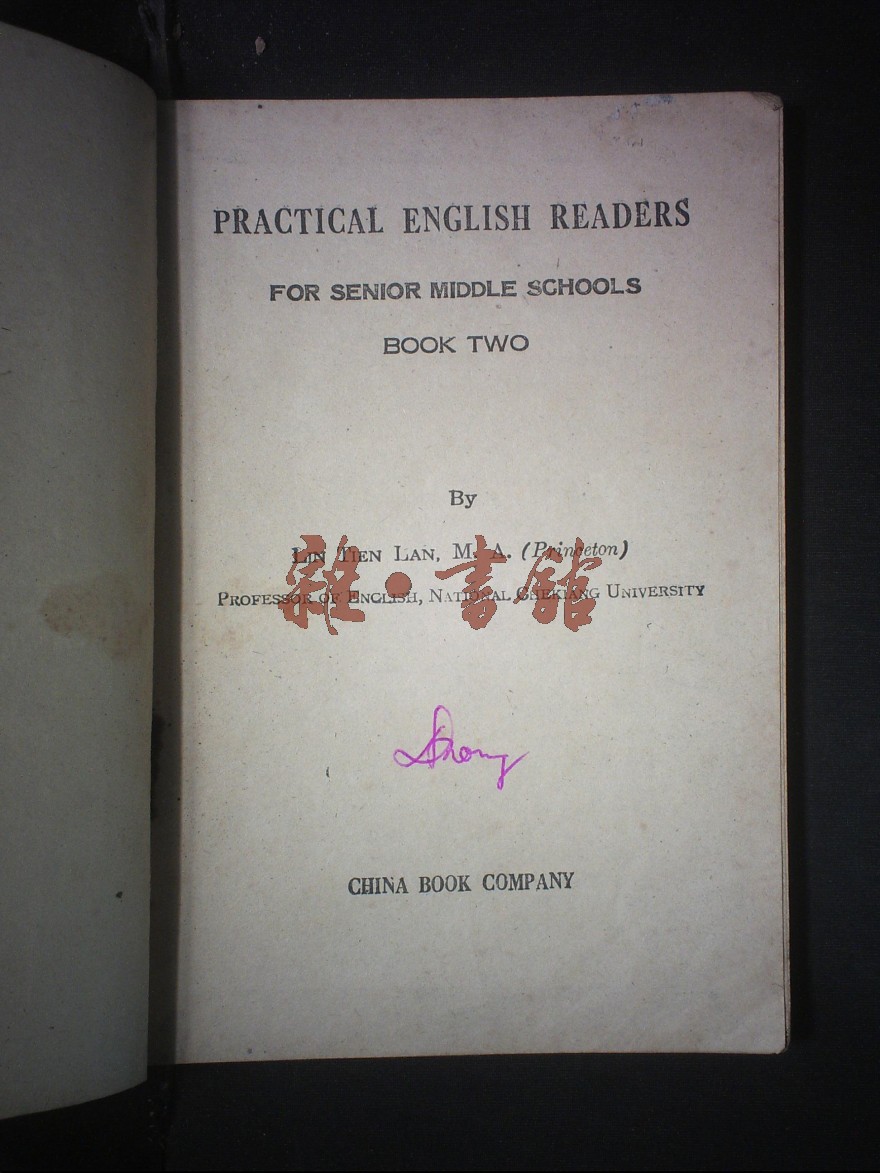 PRACTICAL ENGLISH READERS
FOR SENIOR MIDDLE SCHOOLS
BOOK TWO
By
LIN TIEN LAN, M. A. (Princeton)
PROFESSOR OF ENGLISH, NATIONAL CHEKIANG UNIVERSITY
雜·書館
CHINA BOOK COMPANY